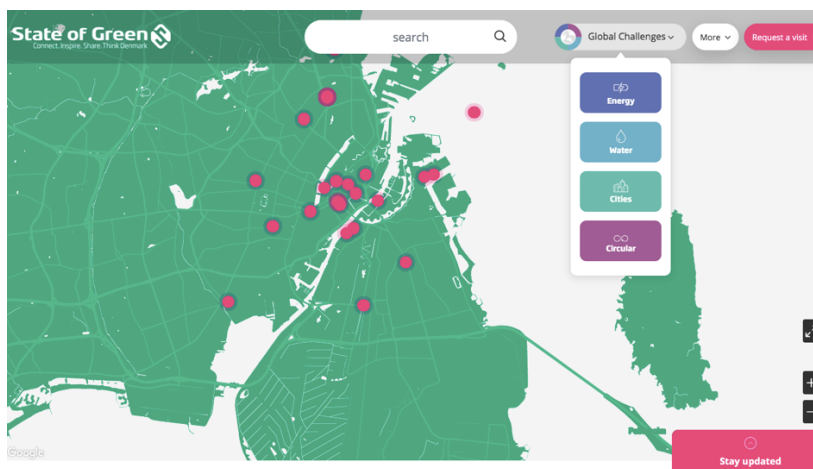 State of Green
Connect. Inspire. Share. Think Denmark
search
Global Challenges
More
Request a visit
Energy
Water
Cities
Circular
Google
Stay updated